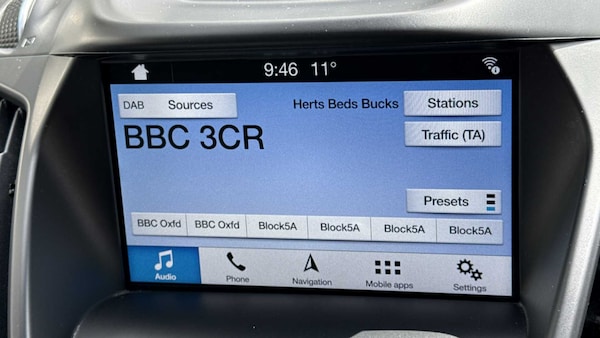 9:46 11°
DAB Sources Herts Beds Bucks Stations
BBC 3CR
Traffic (TA)
Presets
BBC Oxfd BBC Oxfd Block5A Block5A Block5A Block5A
Audio Phone Navigation Mobile apps Settings